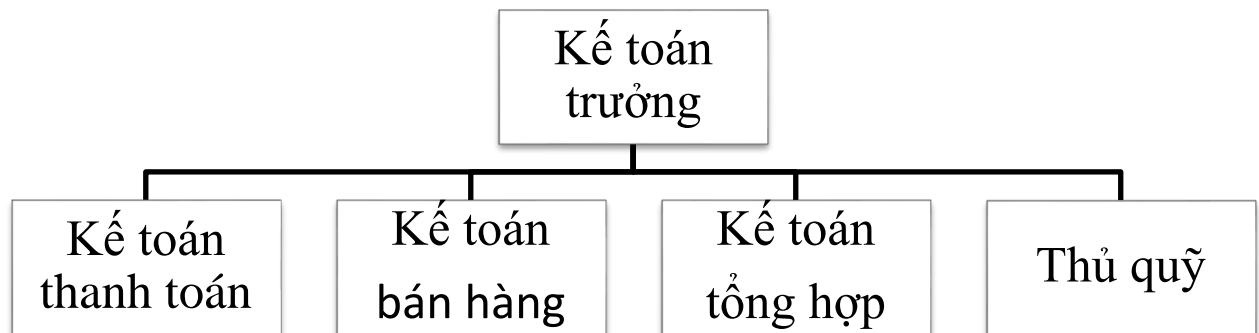 Kế toán
trưởng
Kế toán
thanh toán
Kế toán
bán hàng
Kế toán
tổng hợp
Thủ quỹ